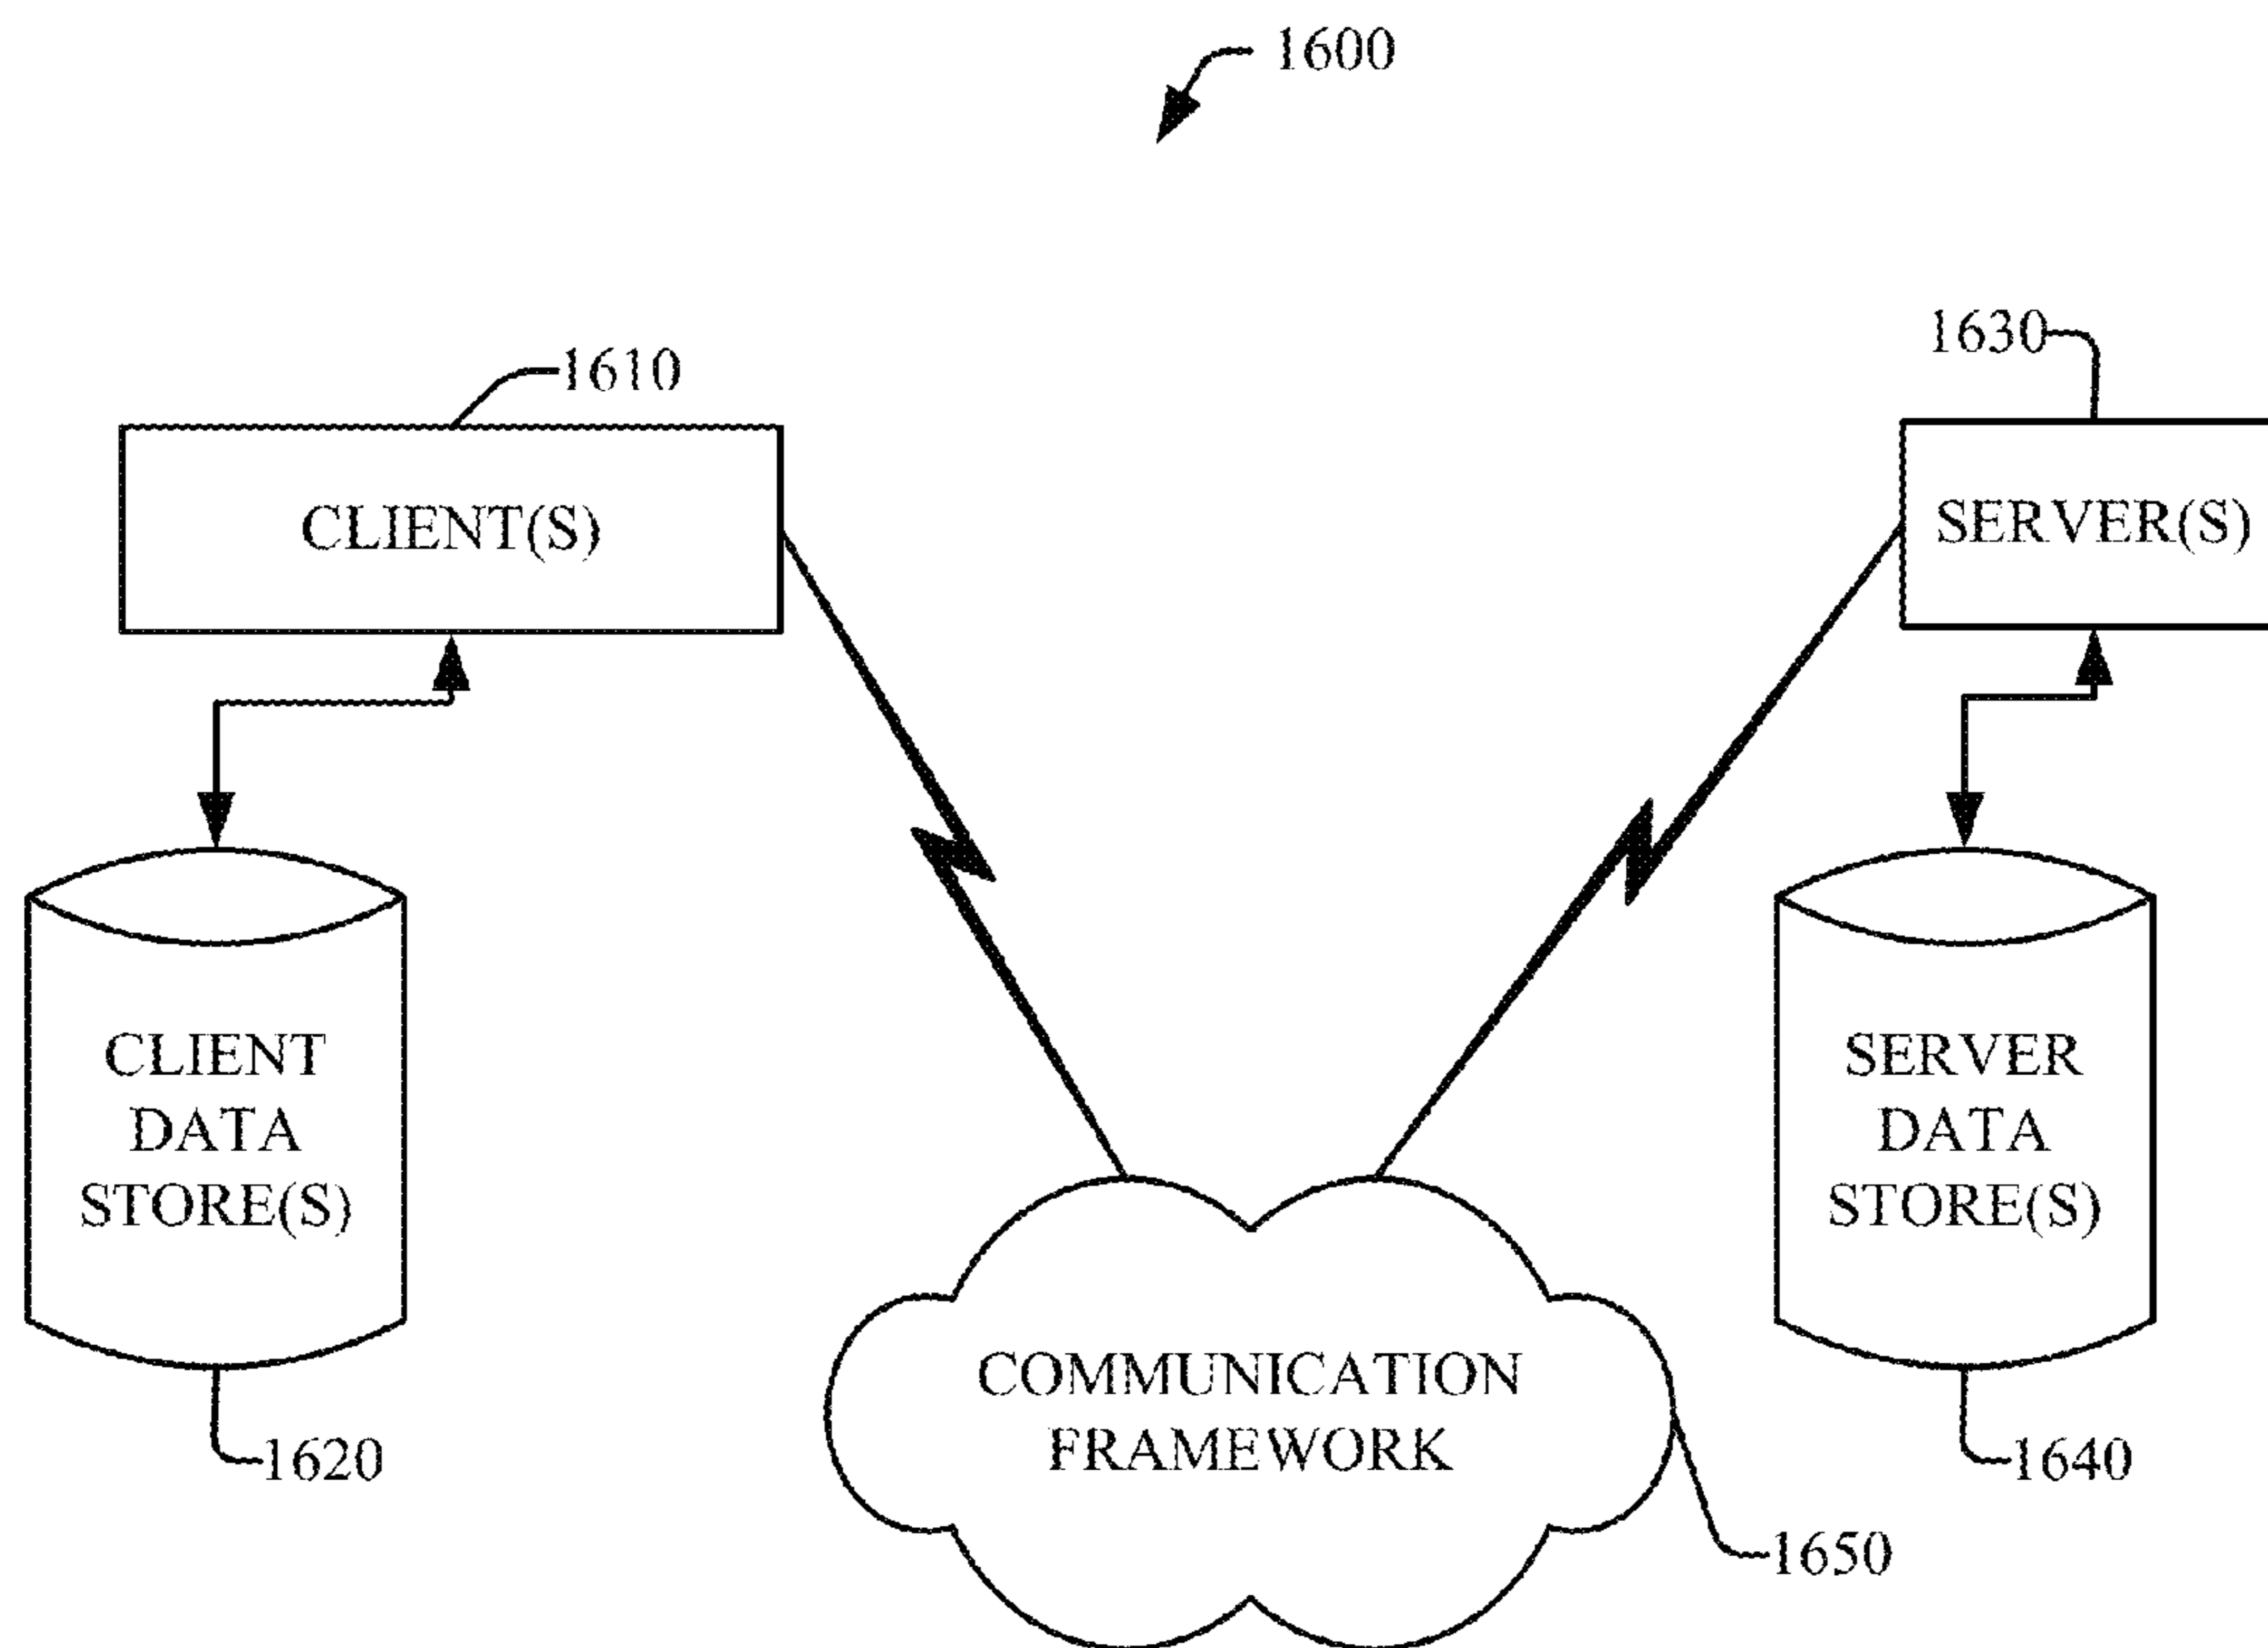 1600
1610
1630
CLIENT(S)
SERVER(S)
CLIENT
DATA
STORE(S)
SERVER
DATA
STORE(S)
COMMUNICATION
FRAMEWORK
1620
1640
1650